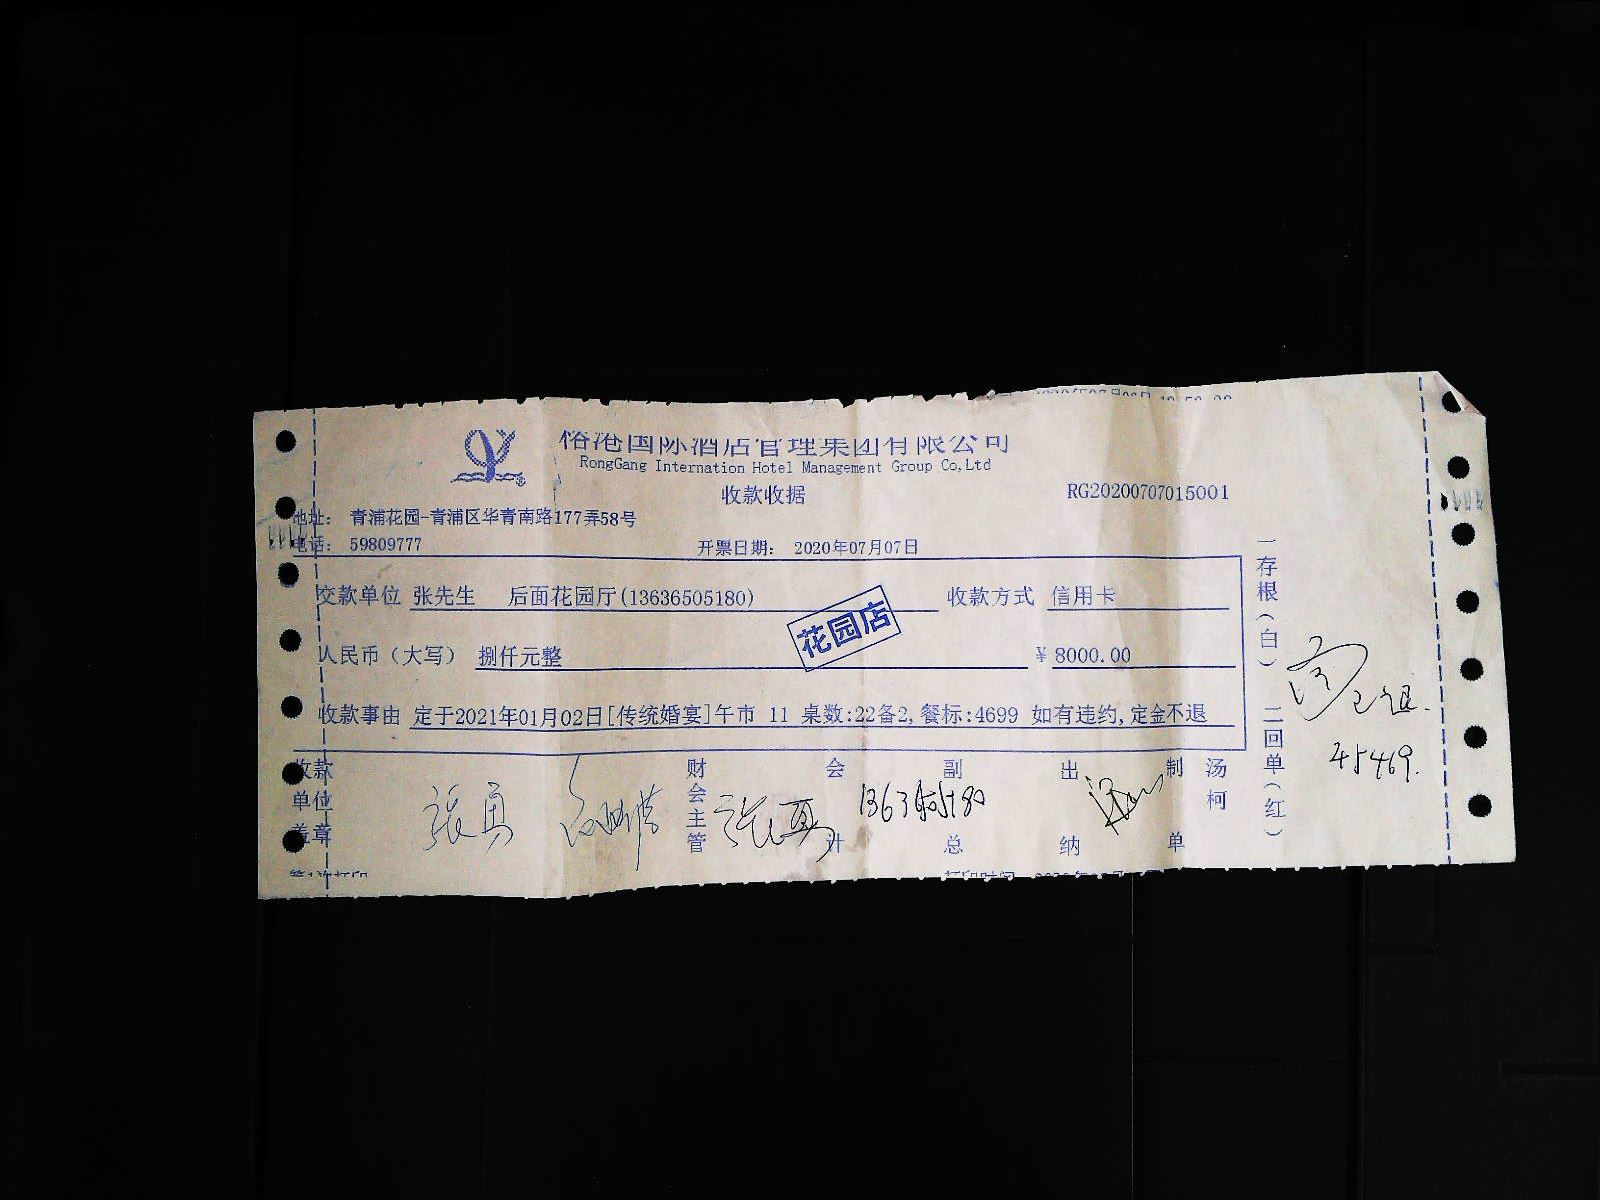 国际酒店管理集团有限公司
RongGang Internation Hotel Management Group Co,Ltd
收款收据
RG20200707015001
地址： 青浦花园-青浦区华青南路177弄58号
电话： 59809777
开票日期： 2020年07月07日
交款单位 张先生 后面花园厅(13636505180) 收款方式 信用卡
花园店
人民币（大写） 捌仟元整 ¥ 8000.00
收款事由 定于2021年01月02日[传统婚宴]午市 11 桌数:22备2,餐标:4699 如有违约,定金不退
收款单位盖章
张勇
财会主管
会计
副总
出纳
制单
汤柯
一存根（白） 二回单（红）
45469.